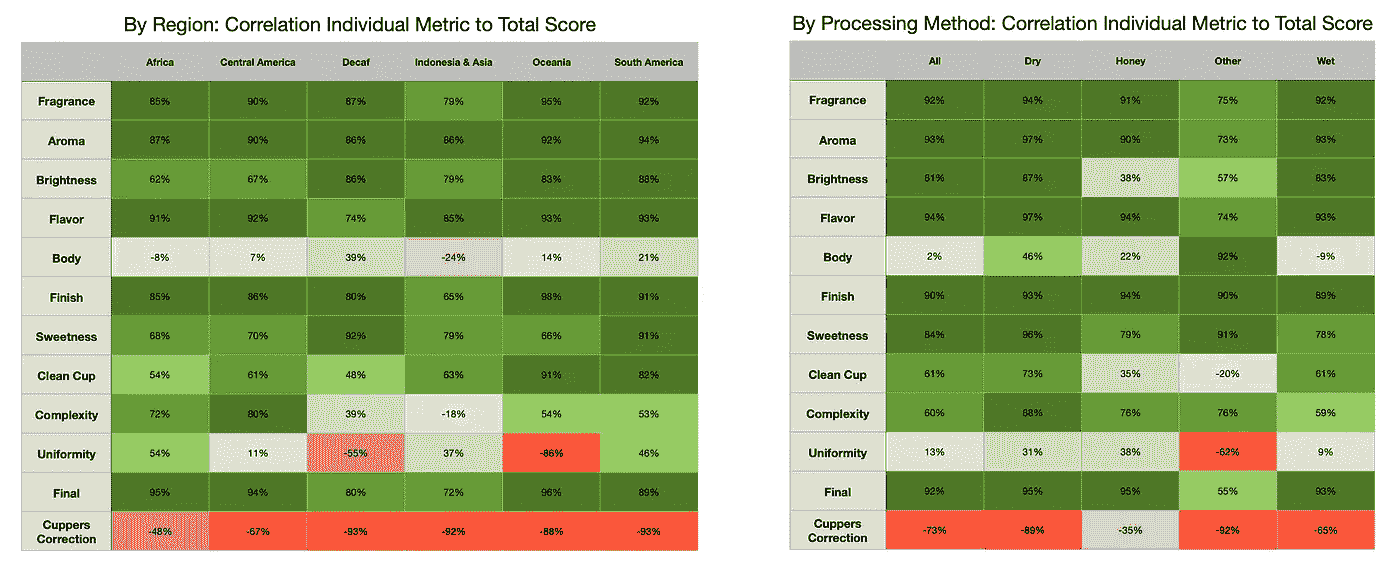 By Region: Correlation Individual Metric to Total Score
Africa Central America Decaf Indonesia & Asia Oceania South America
Fragrance 85% 90% 87% 79% 95% 92%
Aroma 87% 90% 86% 86% 92% 94%
Brightness 62% 67% 86% 79% 83% 88%
Flavor 91% 92% 74% 85% 93% 93%
Body -8% 7% 39% -24% 14% 21%
Finish 85% 86% 80% 65% 98% 91%
Sweetness 68% 70% 92% 79% 66% 91%
Clean Cup 54% 61% 48% 63% 91% 82%
Complexity 72% 80% 39% -18% 54% 53%
Uniformity 54% 11% -55% 37% -86% 46%
Final 95% 94% 80% 72% 96% 89%
Cuppers
Correction -48% -67% -93% -92% -88% -93%
By Processing Method: Correlation Individual Metric to Total Score
All Dry Honey Other Wet
Fragrance 92% 94% 91% 75% 92%
Aroma 93% 97% 90% 73% 93%
Brightness 81% 87% 38% 57% 83%
Flavor 94% 97% 94% 74% 93%
Body 2% 46% 22% 92% -9%
Finish 90% 93% 94% 90% 89%
Sweetness 84% 96% 79% 91% 78%
Clean Cup 61% 73% 35% -20% 61%
Complexity 60% 88% 76% 76% 59%
Uniformity 13% 31% 38% -62% 9%
Final 92% 95% 95% 55% 93%
Cuppers
Correction -73% -89% -35% -92% -65%